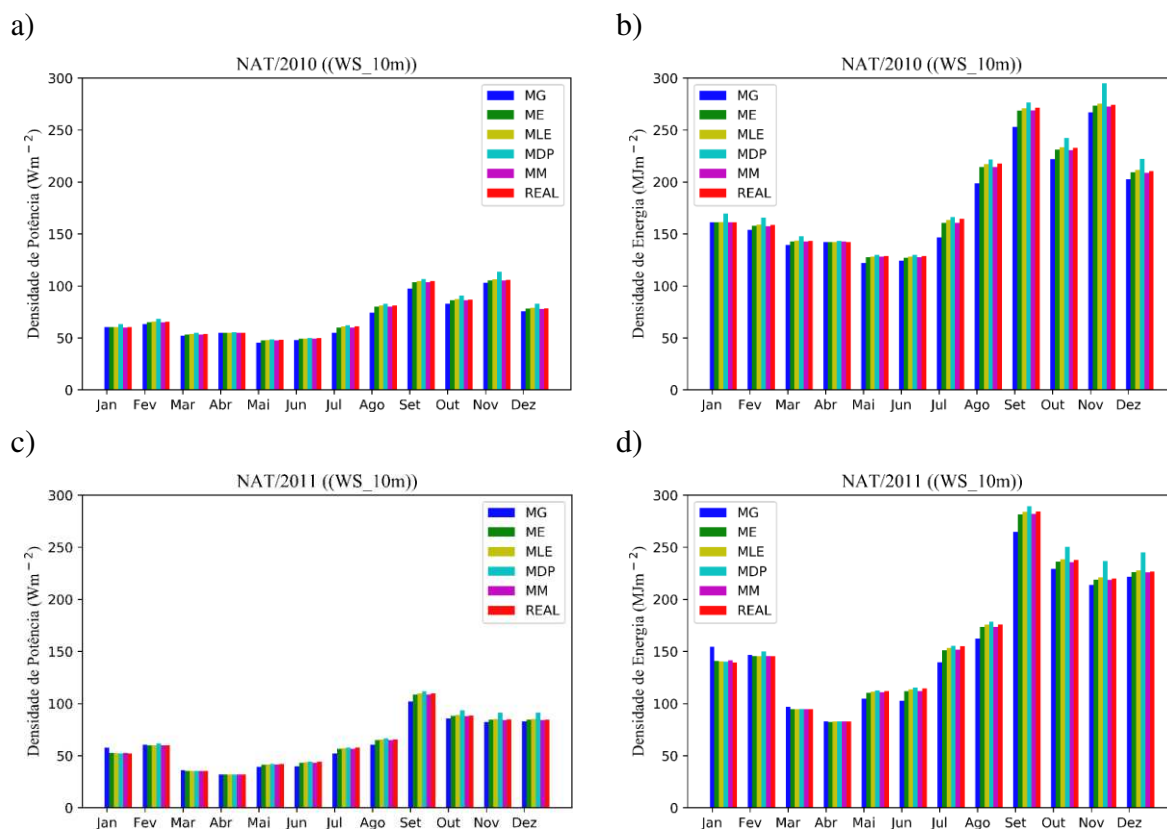 a)
NAT/2010 ((WS_10m))
Densidade de Potência (Wm−2)
300
250
200
150
100
50
0
MG
ME
MLE
MDP
MM
REAL
Jan Fev Mar Abr Mai Jun Jul Ago Set Out Nov Dez
b)
NAT/2010 ((WS_10m))
Densidade de Energia (MJm−2)
300
250
200
150
100
50
0
MG
ME
MLE
MDP
MM
REAL
Jan Fev Mar Abr Mai Jun Jul Ago Set Out Nov Dez
c)
NAT/2011 ((WS_10m))
Densidade de Potência (Wm−2)
300
250
200
150
100
50
0
MG
ME
MLE
MDP
MM
REAL
Jan Fev Mar Abr Mai Jun Jul Ago Set Out Nov Dez
d)
NAT/2011 ((WS_10m))
Densidade de Energia (MJm−2)
300
250
200
150
100
50
0
MG
ME
MLE
MDP
MM
REAL
Jan Fev Mar Abr Mai Jun Jul Ago Set Out Nov Dez